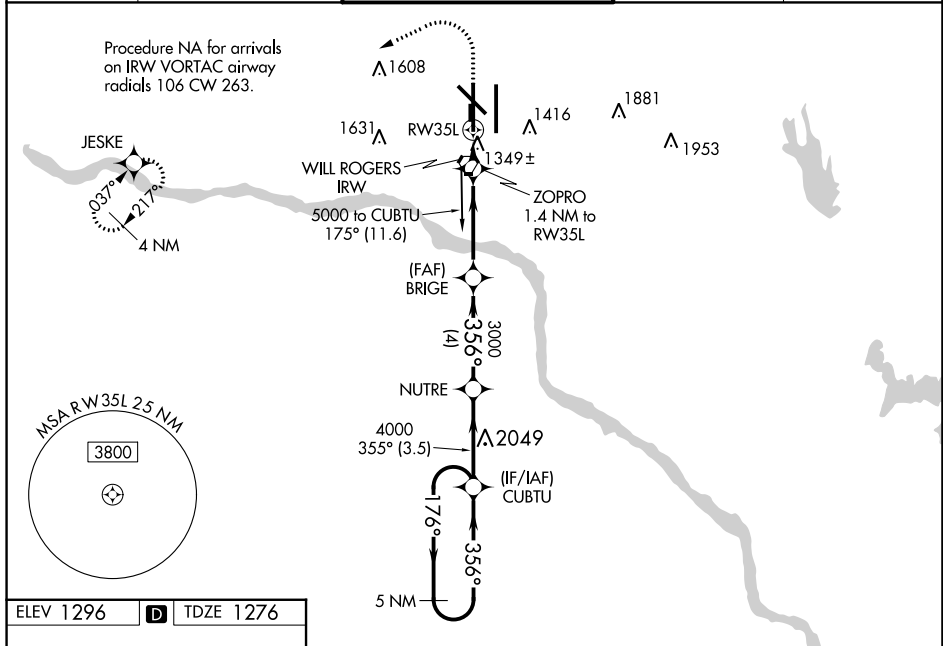 Procedure NA for arrivals
on IRW VORTAC airway
radials 106 CW 263.
1608
1631
RW35L
1416
1881
1953
1349±
JESKE
037°
217°
4 NM
WILL ROGERS
IRW
ZOPRO
1.4 NM to
RW35L
5000 to CUBTU
175° (11.6)
(FAF)
BRIGE
3000
356°
(4)
NUTRE
4000
355° (3.5)
2049
(IF/IAF)
CUBTU
176°
356°
5 NM
MSA RW35L 25 NM
3800
ELEV 1296 D TDZE 1276